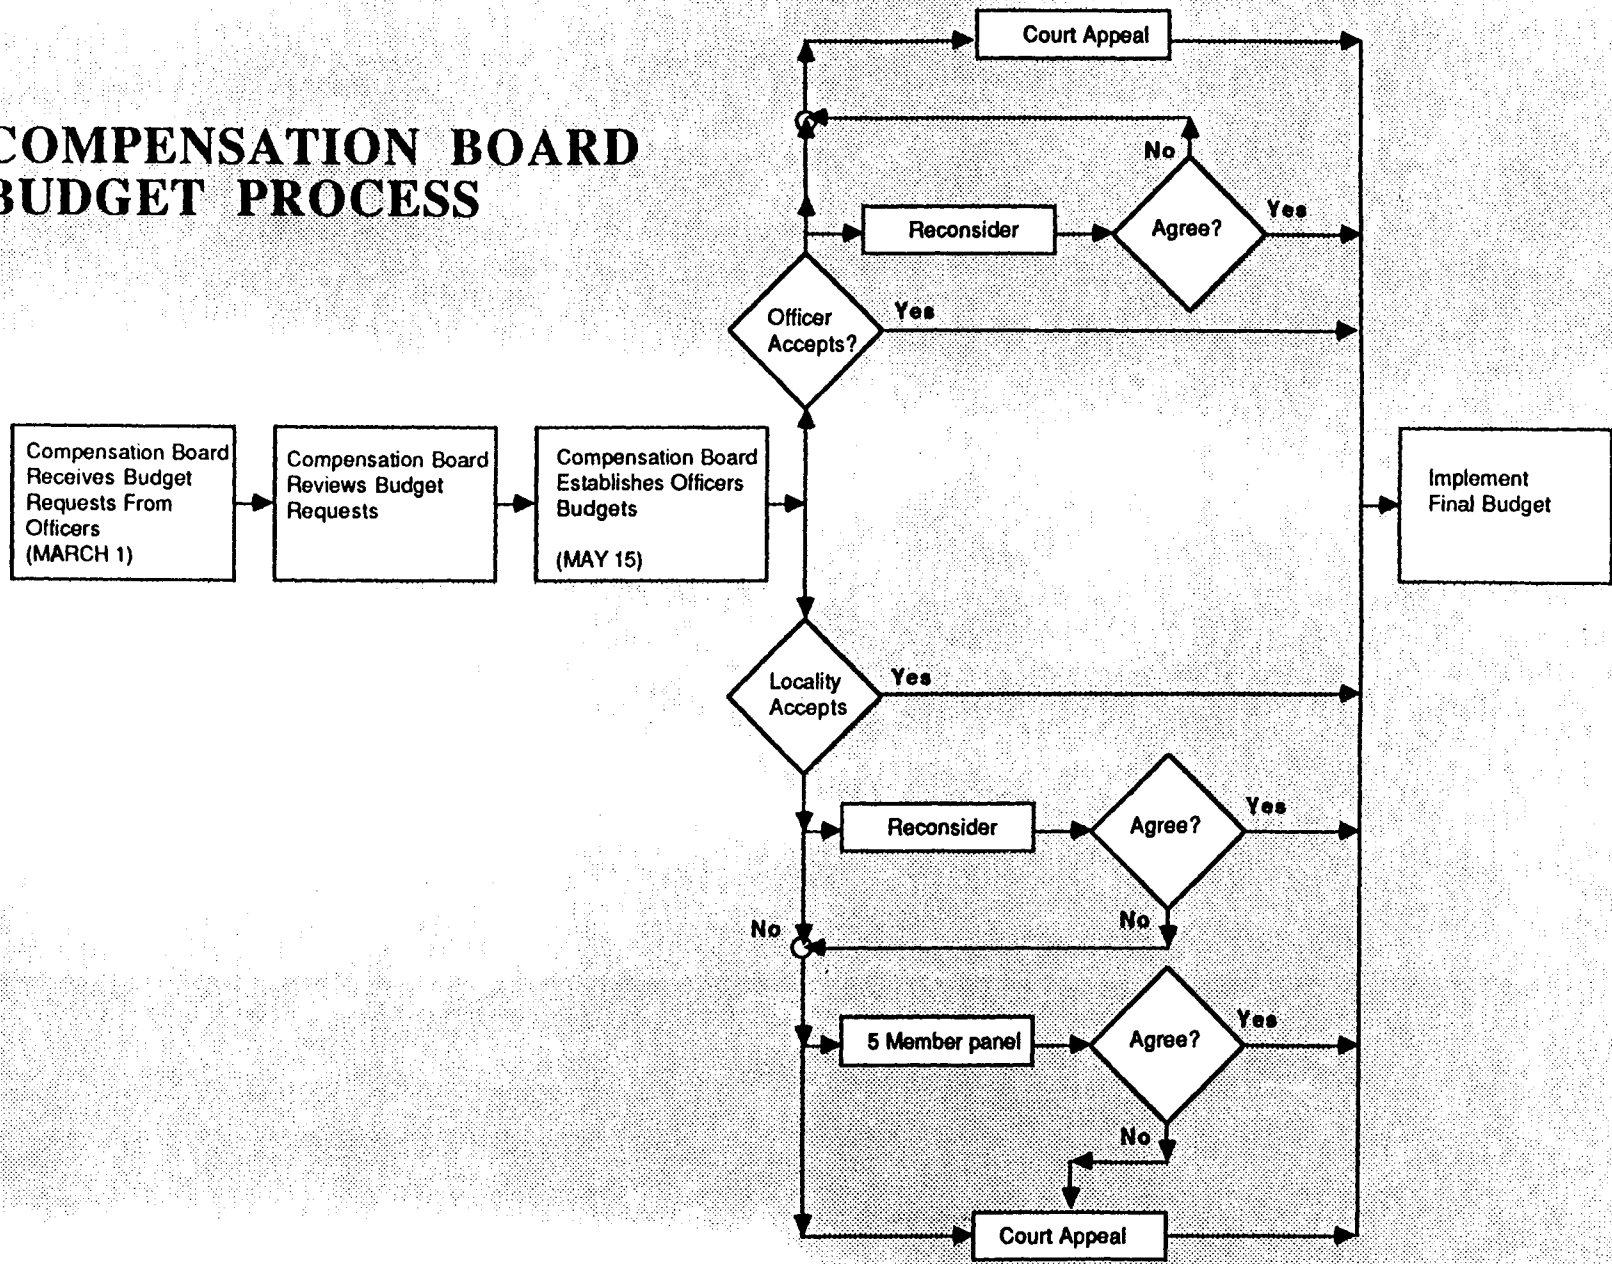 COMPENSATION BOARD
BUDGET PROCESS
Court Appeal
No
Agree?
Yes
Reconsider
Officer
Accepts?
Yes
Compensation Board
Receives Budget
Requests From
Officers
(MARCH 1)
Compensation Board
Reviews Budget
Requests
Compensation Board
Establishes Officers
Budgets
(MAY 15)
Implement
Final Budget
Locality
Accepts
Yes
Reconsider
Agree?
Yes
No
No
5 Member panel
Agree?
Yes
No
Court Appeal